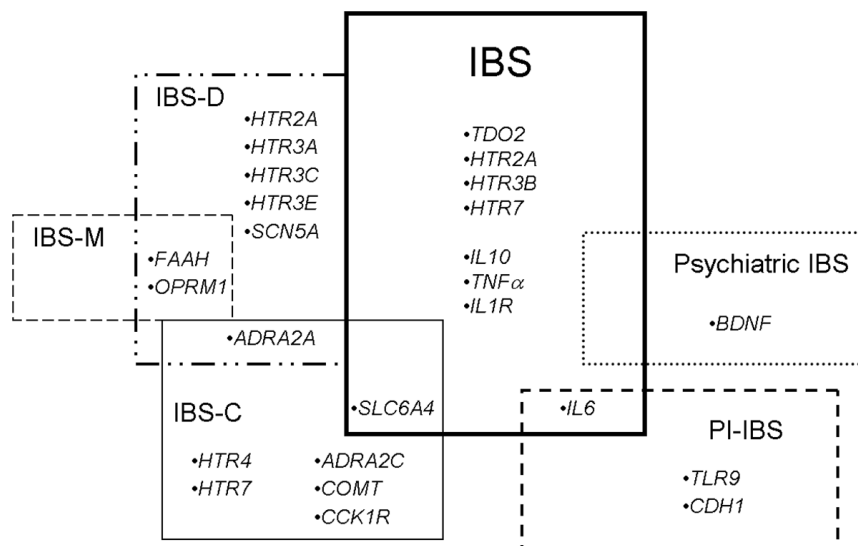 IBS
IBS-D
•HTR2A
•HTR3A
•HTR3C
•HTR3E
•SCN5A
•TDO2
•HTR2A
•HTR3B
•HTR7
•IL10
•TNFα
•IL1R
IBS-M
•FAAH
•OPRM1
Psychiatric IBS
•BDNF
•ADRA2A
IBS-C
•SLC6A4
•HTR4
•HTR7
•ADRA2C
•COMT
•CCK1R
•IL6
PI-IBS
•TLR9
•CDH1